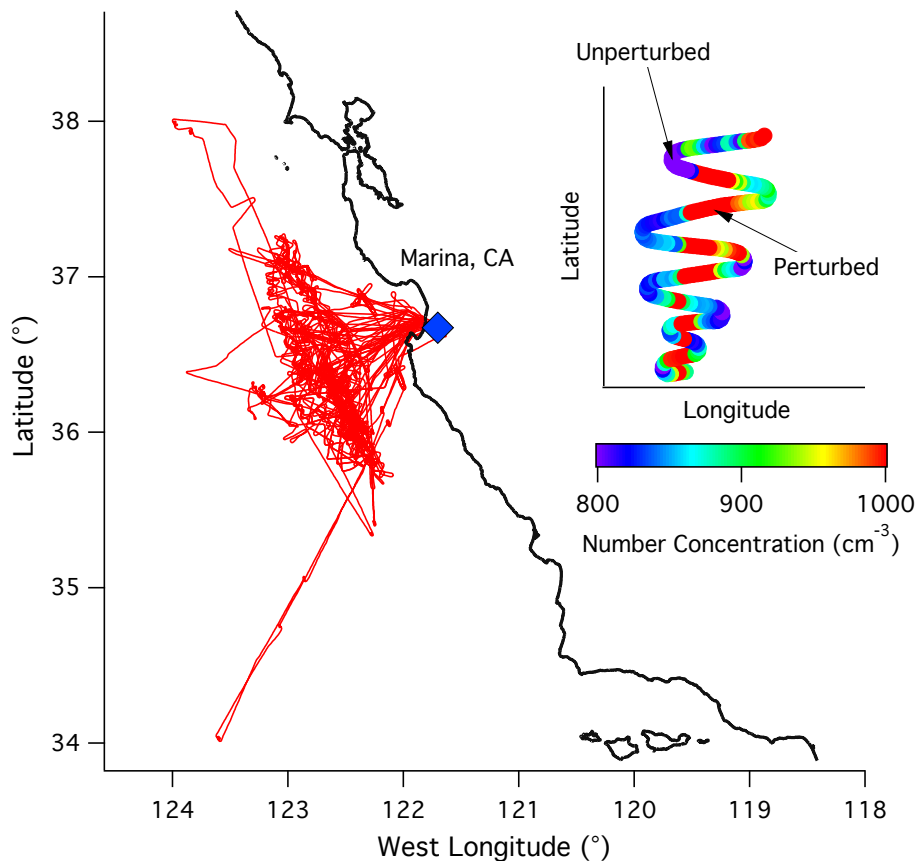 Unperturbed
38
Latitude
Marina, CA
37
Perturbed
Latitude (°)
36
Longitude
800
900
1000
Number Concentration (cm-3)
35
34
124
123
122
121
120
119
118
West Longitude (°)